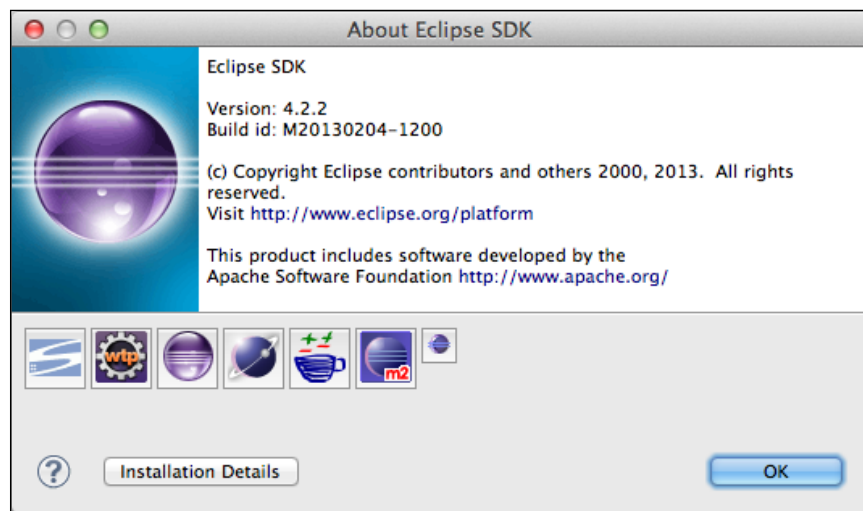 About Eclipse SDK
Eclipse SDK
Version: 4.2.2
Build id: M20130204-1200
(c) Copyright Eclipse contributors and others 2000, 2013.  All rights
reserved.
Visit http://www.eclipse.org/platform
This product includes software developed by the
Apache Software Foundation http://www.apache.org/
wtp
m2
?
Installation Details
OK